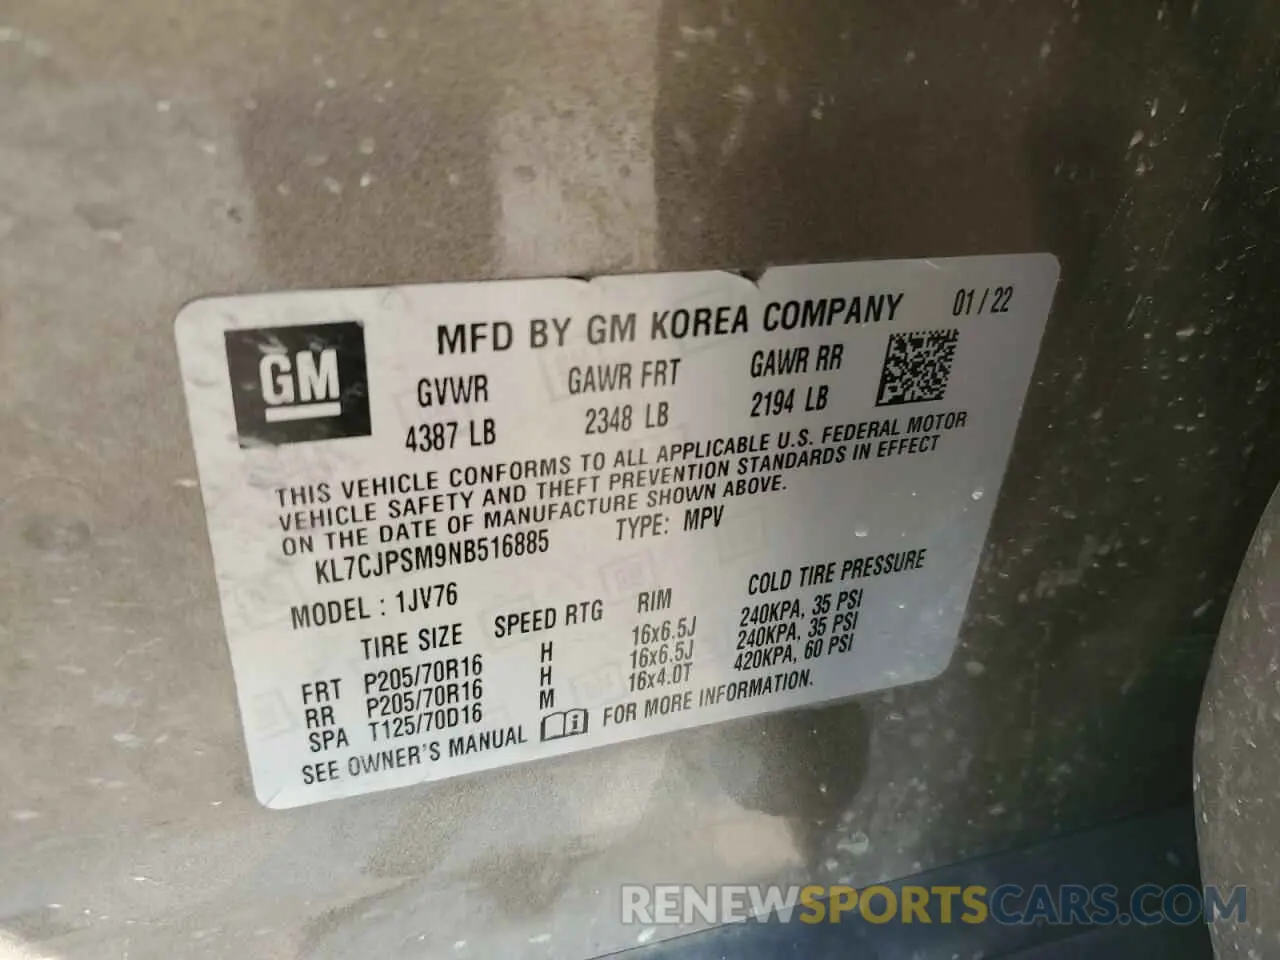 GM
MFD BY GM KOREA COMPANY 01 / 22
GVWR GAWR FRT GAWR RR
4387 LB 2348 LB 2194 LB
THIS VEHICLE CONFORMS TO ALL APPLICABLE U.S. FEDERAL MOTOR
VEHICLE SAFETY AND THEFT PREVENTION STANDARDS IN EFFECT
ON THE DATE OF MANUFACTURE SHOWN ABOVE.
KL7CJPSM9NB516885 TYPE: MPV
MODEL : 1JV76
TIRE SIZE SPEED RTG RIM COLD TIRE PRESSURE
FRT P205/70R16 H 16x6.5J 240KPA, 35 PSI
RR P205/70R16 H 16x6.5J 240KPA, 35 PSI
SPA T125/70D16 M 16x4.0T 420KPA, 60 PSI
SEE OWNER'S MANUAL FOR MORE INFORMATION.
RENEWSPORTSCARS.COM